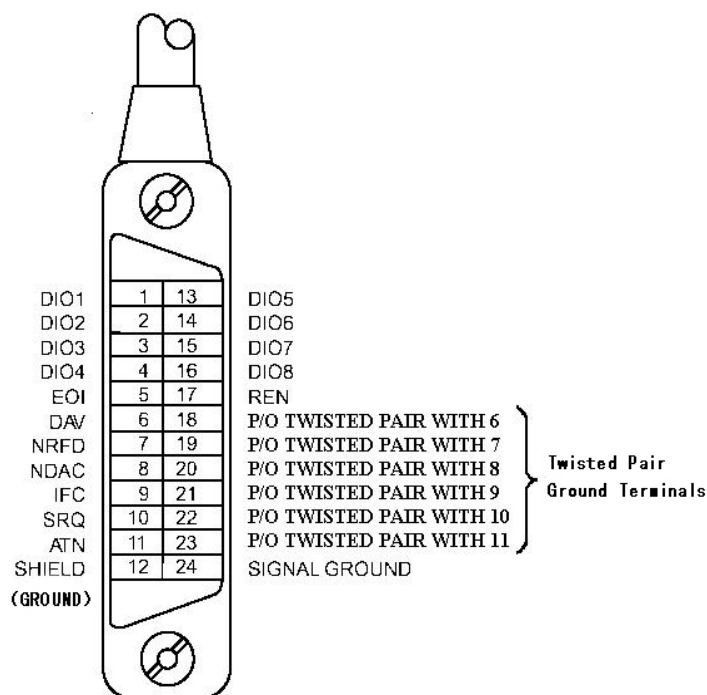 DIO1 1 13 DIO5
DIO2 2 14 DIO6
DIO3 3 15 DIO7
DIO4 4 16 DIO8
EOI 5 17 REN
DAV 6 18 P/O TWISTED PAIR WITH 6
NRFD 7 19 P/O TWISTED PAIR WITH 7
NDAC 8 20 P/O TWISTED PAIR WITH 8
IFC 9 21 P/O TWISTED PAIR WITH 9
SRQ 10 22 P/O TWISTED PAIR WITH 10
ATN 11 23 P/O TWISTED PAIR WITH 11
SHIELD 12 24 SIGNAL GROUND
(GROUND)
Twisted Pair
Ground Terminals